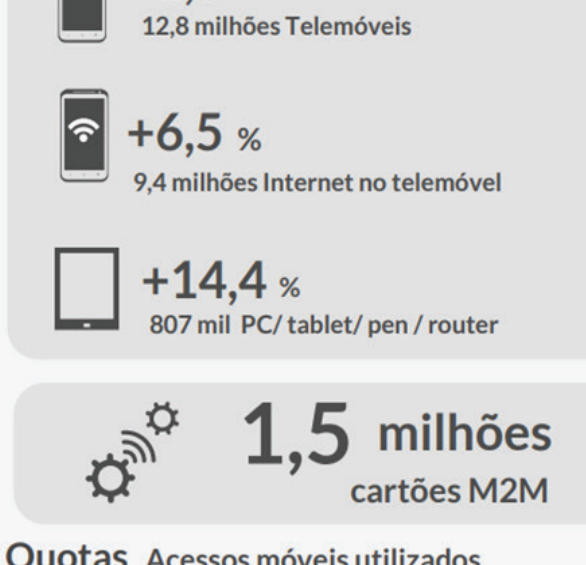 12,8 milhões Telemóveis
+6,5 %
9,4 milhões Internet no telemóvel
+14,4 %
807 mil PC/ tablet/ pen / router
1,5 milhões
cartões M2M
Quotas Acessos móveis utilizados